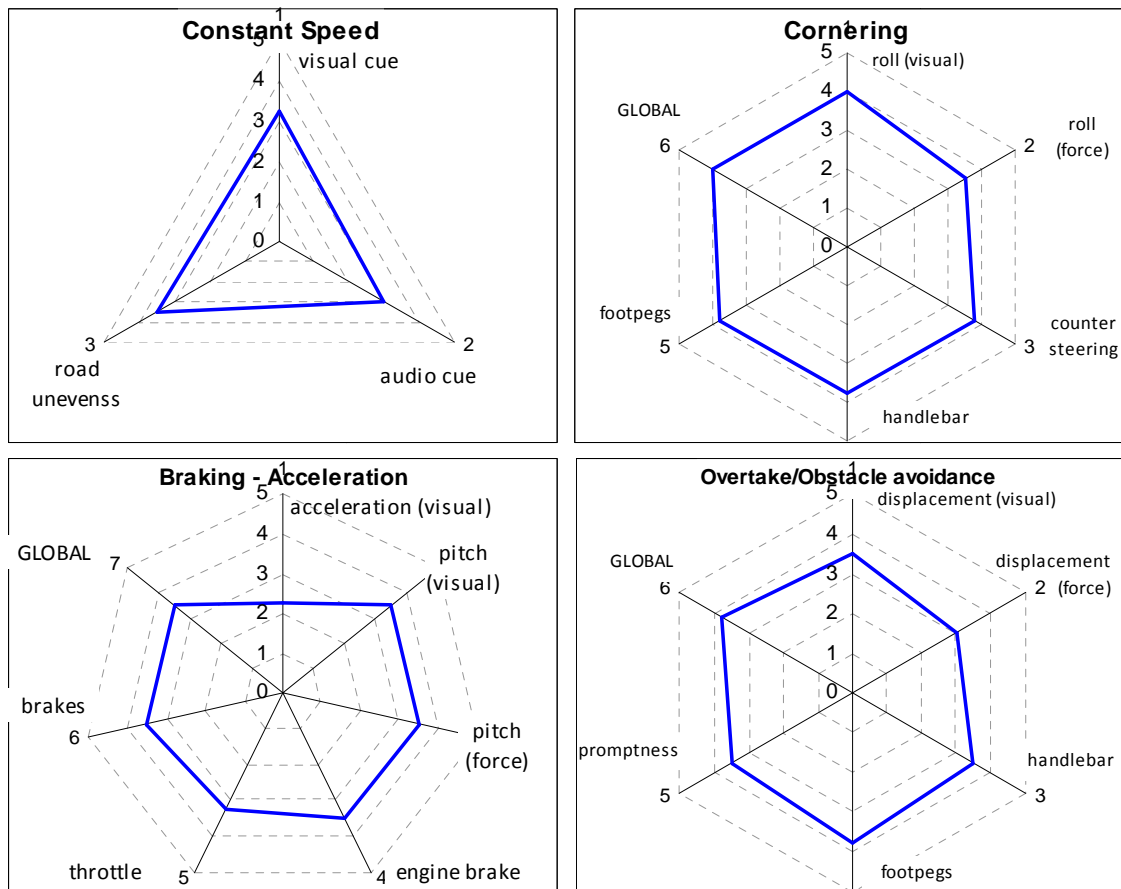 Constant Speed
1
5
visual cue
4
3
2
1
0
3
2
road
unevenss
audio cue
Cornering
1
5
roll (visual)
4
GLOBAL
roll
(force)
6
2
3
2
1
0
footpegs
counter
steering
5
3
handlebar
Braking - Acceleration
1
5
acceleration (visual)
4
GLOBAL
7
pitch
(visual)
3
2
1
0
brakes
6
pitch
(force)
throttle
5
4
engine brake
Overtake/Obstacle avoidance
1
5
displacement (visual)
4
GLOBAL
displacement
(force)
6
2
3
2
1
0
promptness
handlebar
5
3
footpegs